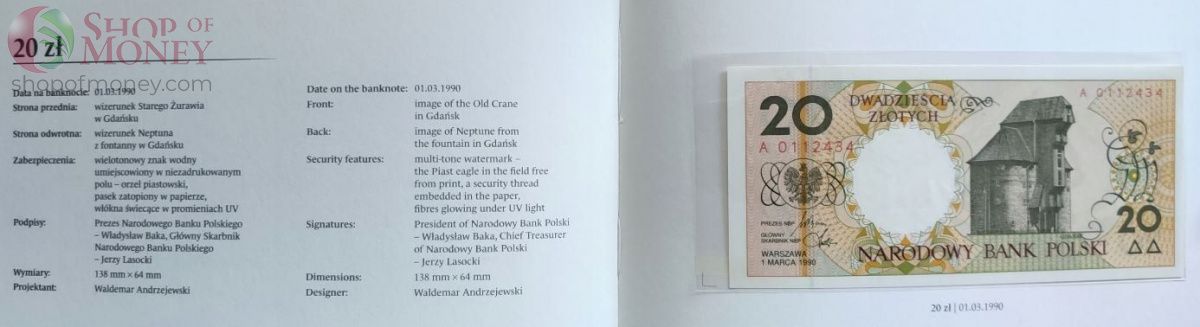 SHOP OF
MONEY
shopofmoney.com
20 zł
Data na banknocie: 01.03.1990
Strona przednia: wizerunek Starego Żurawia
w Gdańsku
Strona odwrotna: wizerunek Neptuna
z fontanny w Gdańsku
Zabezpieczenia: wielotonowy znak wodny
umiejscowiony w niezadrukowanym
polu – orzeł piastowski,
pasek zatopiony w papierze,
włókna świecące w promieniach UV
Podpisy: Prezes Narodowego Banku Polskiego
– Władysław Baka, Główny Skarbnik
Narodowego Banku Polskiego
– Jerzy Lasocki
Wymiary: 138 mm × 64 mm
Projektant: Waldemar Andrzejewski
Date on the banknote: 01.03.1990
Front: image of the Old Crane
in Gdańsk
Back: image of Neptune from
the fountain in Gdańsk
Security features: multi-tone watermark –
the Piast eagle in the field free
from print, a security thread
embedded in the paper,
fibres glowing under UV light
Signatures: President of Narodowy Bank Polski
– Władysław Baka, Chief Treasurer
of Narodowy Bank Polski
– Jerzy Lasocki
Dimensions: 138 mm × 64 mm
Designer: Waldemar Andrzejewski
20
DWADZIEŚCIA
ZŁOTYCH
A 0112434
A 0112434
PREZES NBP
GŁÓWNY
SKARBNIK NBP
WARSZAWA
1 MARCA 1990
20
NARODOWY BANK POLSKI
20 zł | 01.03.1990